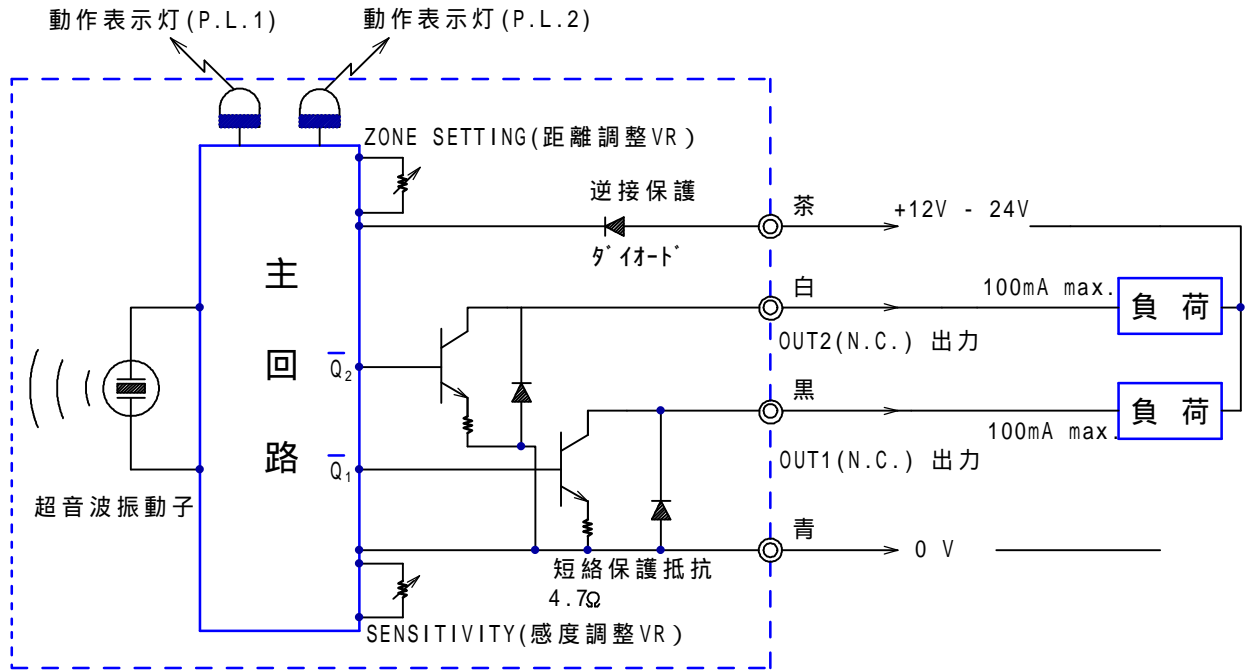 動作表示灯(P.L.1)
動作表示灯(P.L.2)
ZONE SETTING(距離調整VR)
逆接保護
ﾀﾞｲｵｰﾄﾞ
茶
+12V - 24V
主
回
路
白
100mA max.
負荷
OUT2(N.C.) 出力
Q̅₂
黒
100mA max.
負荷
OUT1(N.C.) 出力
Q̅₁
超音波振動子
青
0 V
短絡保護抵抗
4.7Ω
SENSITIVITY(感度調整VR)